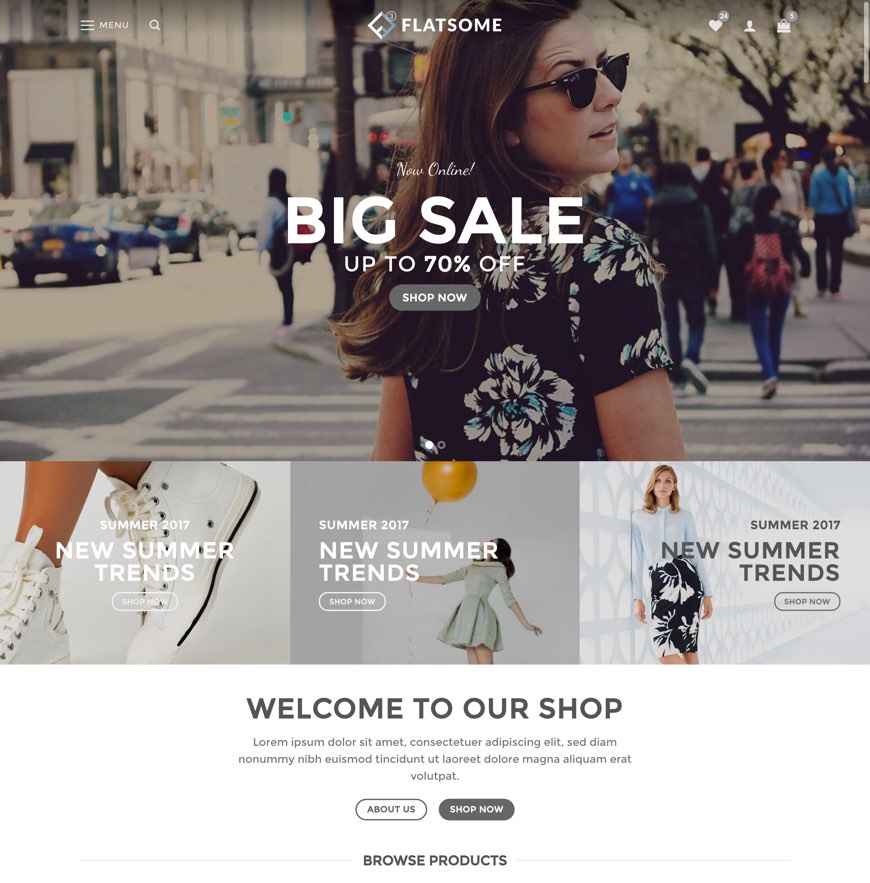 MENU
3
FLATSOME
24
5
Now Online!
BIG SALE
UP TO 70% OFF
SHOP NOW
SUMMER 2017
NEW SUMMER
TRENDS
SHOP NOW
SUMMER 2017
NEW SUMMER
TRENDS
SHOP NOW
SUMMER 2017
NEW SUMMER
TRENDS
SHOP NOW
WELCOME TO OUR SHOP
Lorem ipsum dolor sit amet, consectetuer adipiscing elit, sed diam
nonummy nibh euismod tincidunt ut laoreet dolore magna aliquam erat
volutpat.
ABOUT US
SHOP NOW
BROWSE PRODUCTS